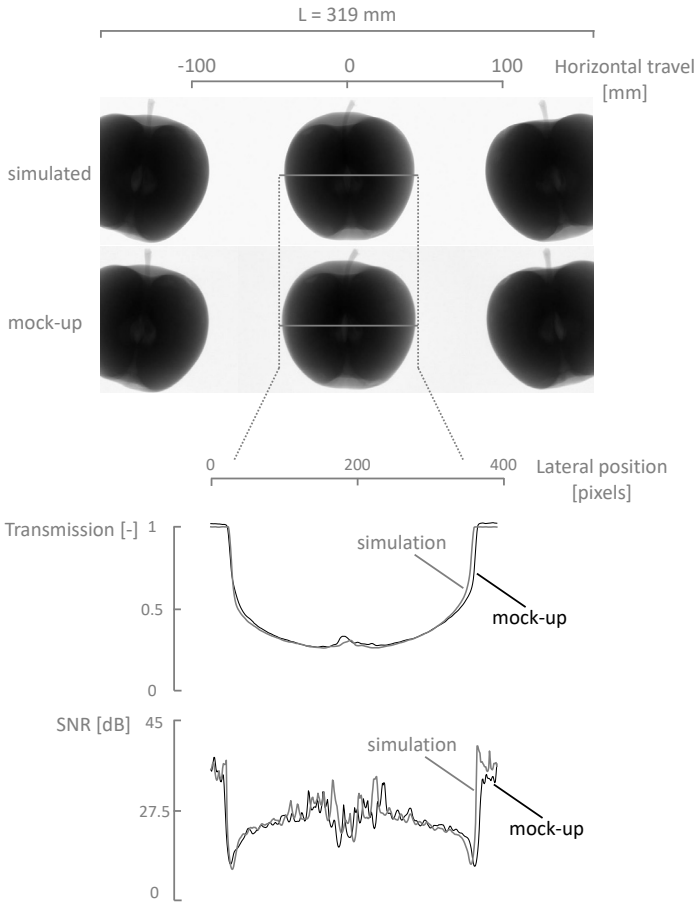 L = 319 mm
-100 0 100 Horizontal travel
[mm]
simulated
mock-up
0 200 400 Lateral position
[pixels]
Transmission [-] 1
simulation
0.5
mock-up
0
SNR [dB] 45
simulation
27.5
mock-up
0